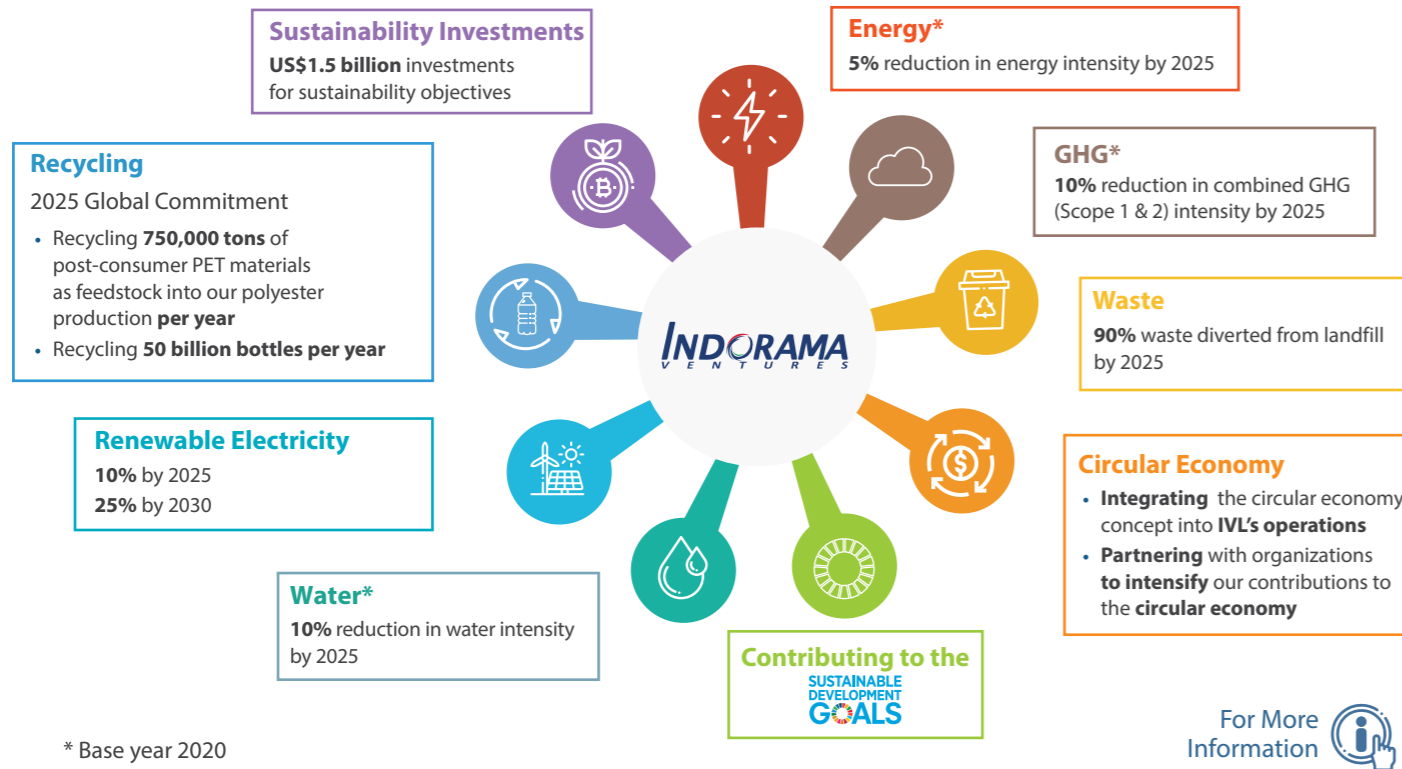 Sustainability Investments
US$1.5 billion investments
for sustainability objectives
Energy*
5% reduction in energy intensity by 2025
GHG*
10% reduction in combined GHG
(Scope 1 & 2) intensity by 2025
Recycling
2025 Global Commitment
• Recycling 750,000 tons of
post-consumer PET materials
as feedstock into our polyester
production per year
• Recycling 50 billion bottles per year
Waste
90% waste diverted from landfill
by 2025
INDORAMA
VENTURES
Renewable Electricity
10% by 2025
25% by 2030
Circular Economy
• Integrating the circular economy
concept into IVL's operations
• Partnering with organizations
to intensify our contributions to
the circular economy
Water*
10% reduction in water intensity
by 2025
Contributing to the
SUSTAINABLE
DEVELOPMENT
GOALS
* Base year 2020
For More
Information